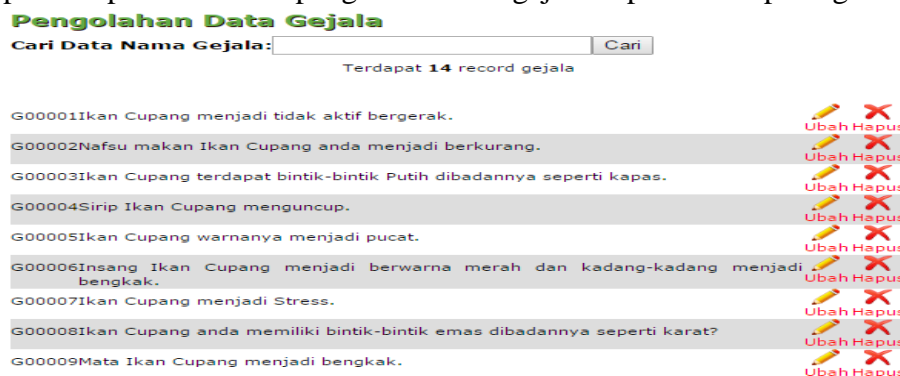 Pengolahan Data Gejala
Cari Data Nama Gejala: Cari
Terdapat 14 record gejala
G00001Ikan Cupang menjadi tidak aktif bergerak.
Ubah Hapus
G00002Nafsu makan Ikan Cupang anda menjadi berkurang.
Ubah Hapus
G00003Ikan Cupang terdapat bintik-bintik Putih dibadannya seperti kapas.
Ubah Hapus
G00004Sirip Ikan Cupang menguncup.
Ubah Hapus
G00005Ikan Cupang warnanya menjadi pucat.
Ubah Hapus
G00006Insang Ikan Cupang menjadi berwarna merah dan kadang-kadang menjadi
bengkak.
Ubah Hapus
G00007Ikan Cupang menjadi Stress.
Ubah Hapus
G00008Ikan Cupang anda memiliki bintik-bintik emas dibadannya seperti karat?
Ubah Hapus
G00009Mata Ikan Cupang menjadi bengkak.
Ubah Hapus